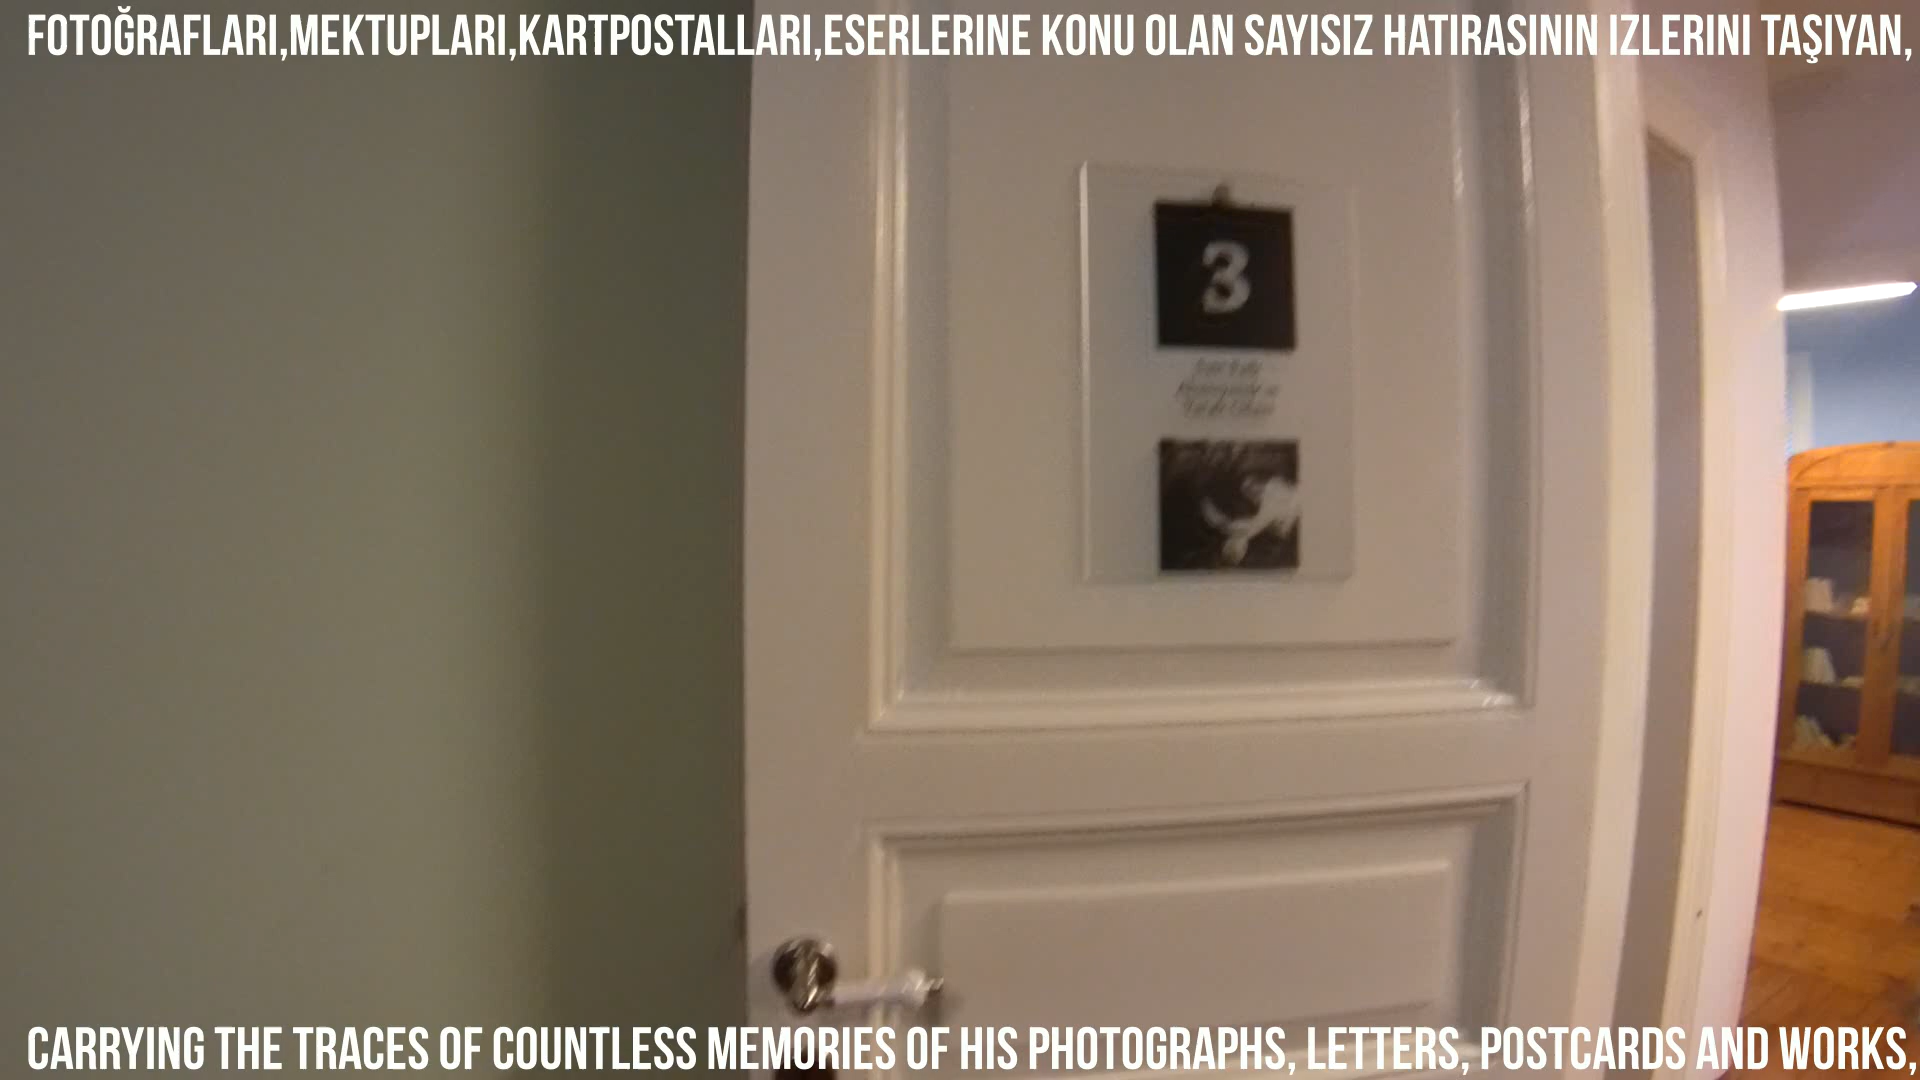 FOTOĞRAFLARI,MEKTUPLARI,KARTPOSTALLARI,ESERLERINE KONU OLAN SAYISIZ HATIRASININ IZLERINI TAŞIYAN,
3
CARRYING THE TRACES OF COUNTLESS MEMORIES OF HIS PHOTOGRAPHS, LETTERS, POSTCARDS AND WORKS,